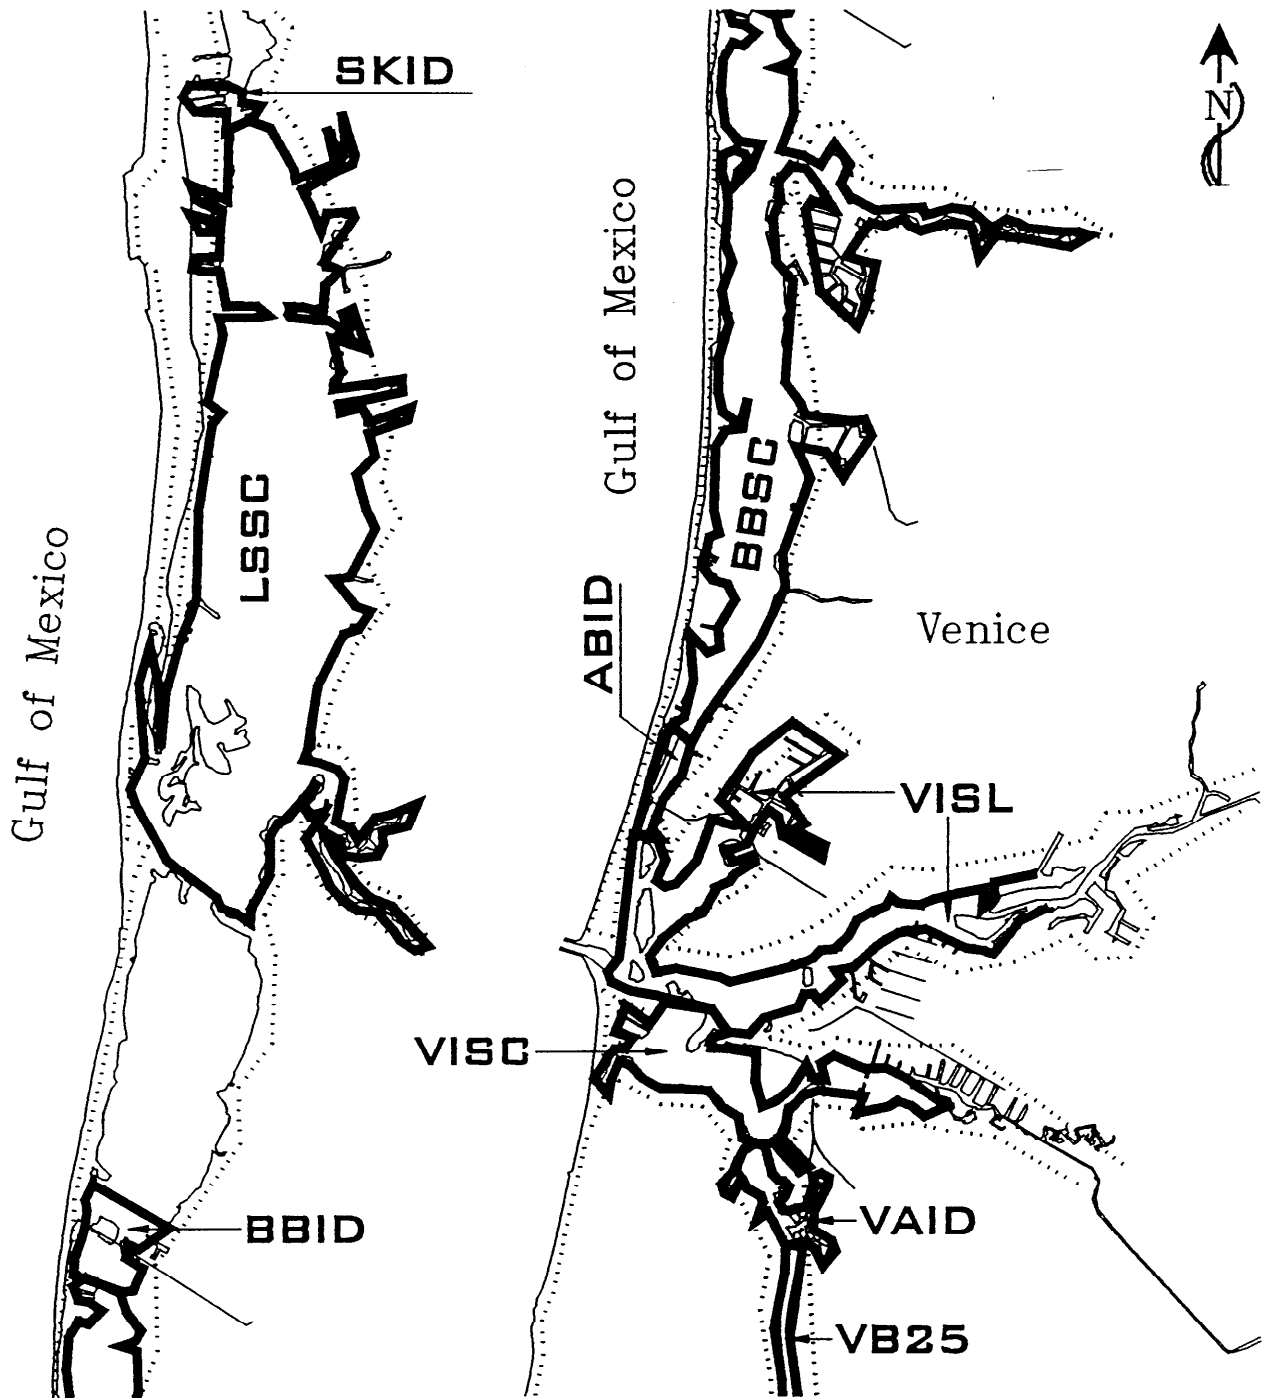 SKID
N
Gulf of Mexico
LSSC
BBSC
Gulf of Mexico
ABID
Venice
VISL
VISC
BBID
VAID
VB25